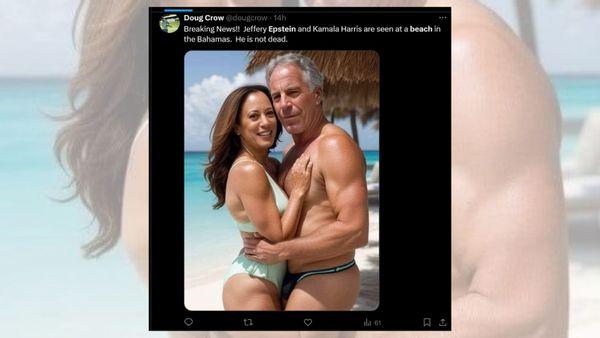 Doug Crow @dougcrow · 14h
Breaking News!! Jeffery Epstein and Kamala Harris are seen at a beach in
the Bahamas. He is not dead.
61